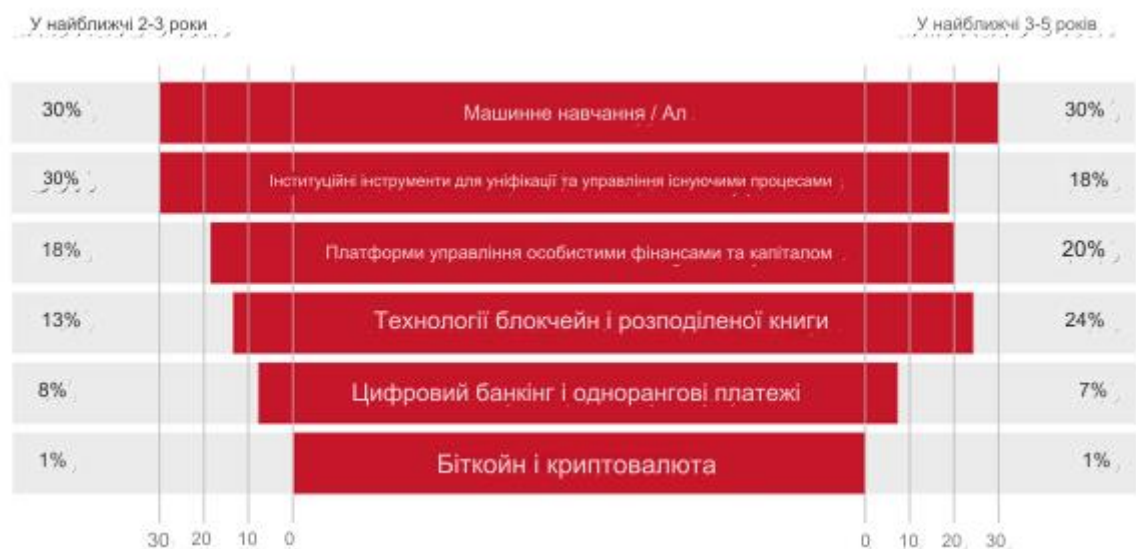 У найближчі 2-3 роки У найближчі 3-5 років
30% Машинне навчання / Ал 30%
30% Інституційні інструменти для уніфікації та управління існуючими процесами 18%
18% Платформи управління особистими фінансами та капіталом 20%
13% Технології блокчейн і розподіленої книги 24%
8% Цифровий банкінг і однорангові платежі 7%
1% Біткойн і криптовалюта 1%
30 20 10 0 0 10 20 30